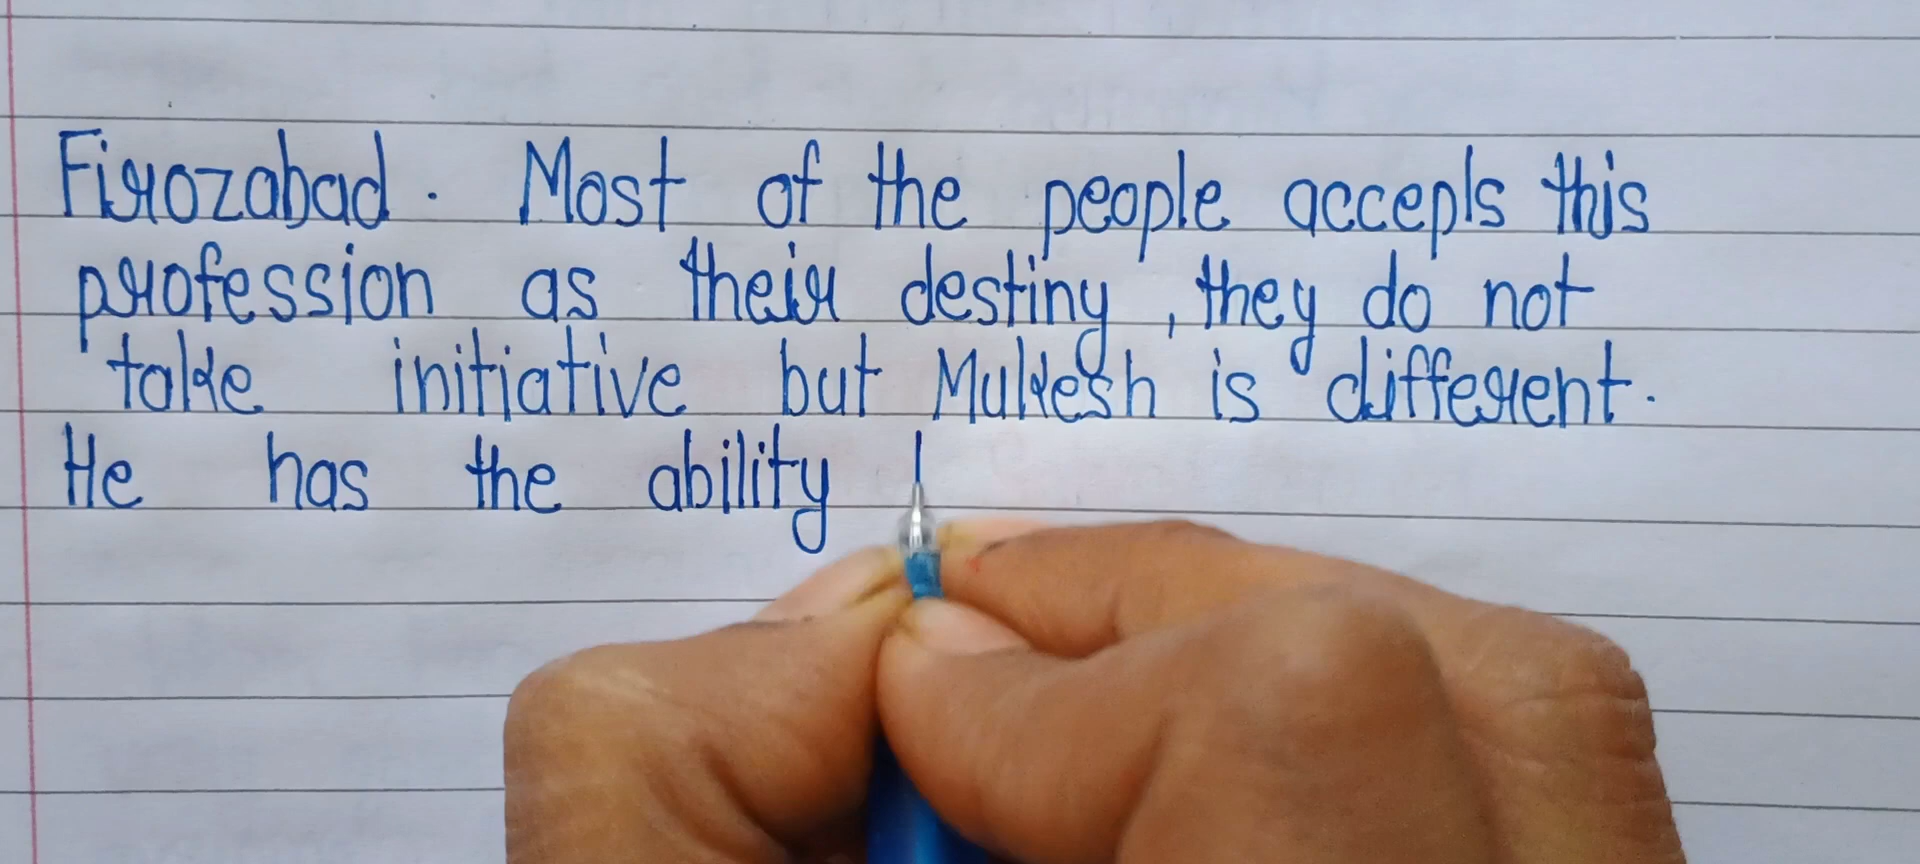 Firozabad. Most of the people accepts this
profession as their destiny, they do not
take initiative but Mukesh is different.
He has the ability